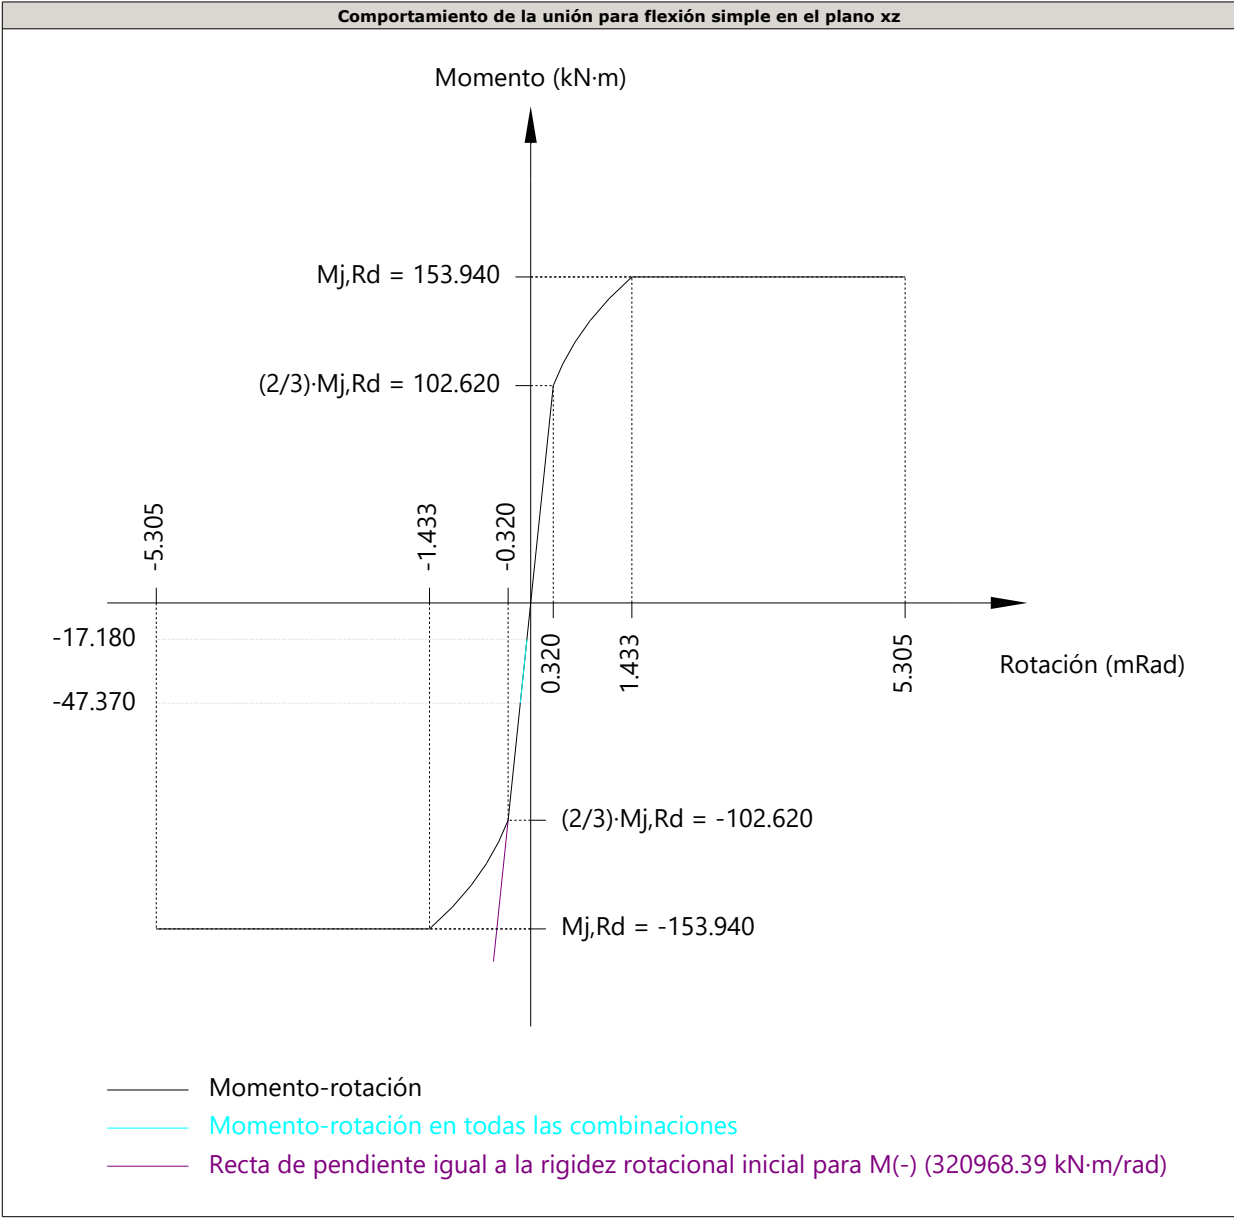 Comportamiento de la unión para flexión simple en el plano xz
Momento (kN·m)
Mj,Rd = 153.940
(2/3)·Mj,Rd = 102.620
-5.305
-1.433
-0.320
-17.180
-47.370
0.320
1.433
5.305
Rotación (mRad)
(2/3)·Mj,Rd = -102.620
Mj,Rd = -153.940
Momento-rotación
Momento-rotación en todas las combinaciones
Recta de pendiente igual a la rigidez rotacional inicial para M(-) (320968.39 kN·m/rad)